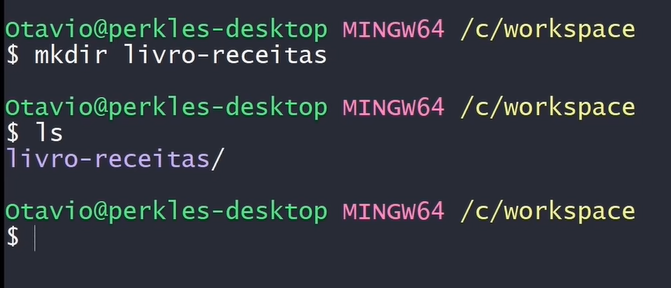 Otavio@perkles-desktop MINGW64 /c/workspace
$ mkdir livro-receitas
Otavio@perkles-desktop MINGW64 /c/workspace
$ ls
livro-receitas/
Otavio@perkles-desktop MINGW64 /c/workspace
$